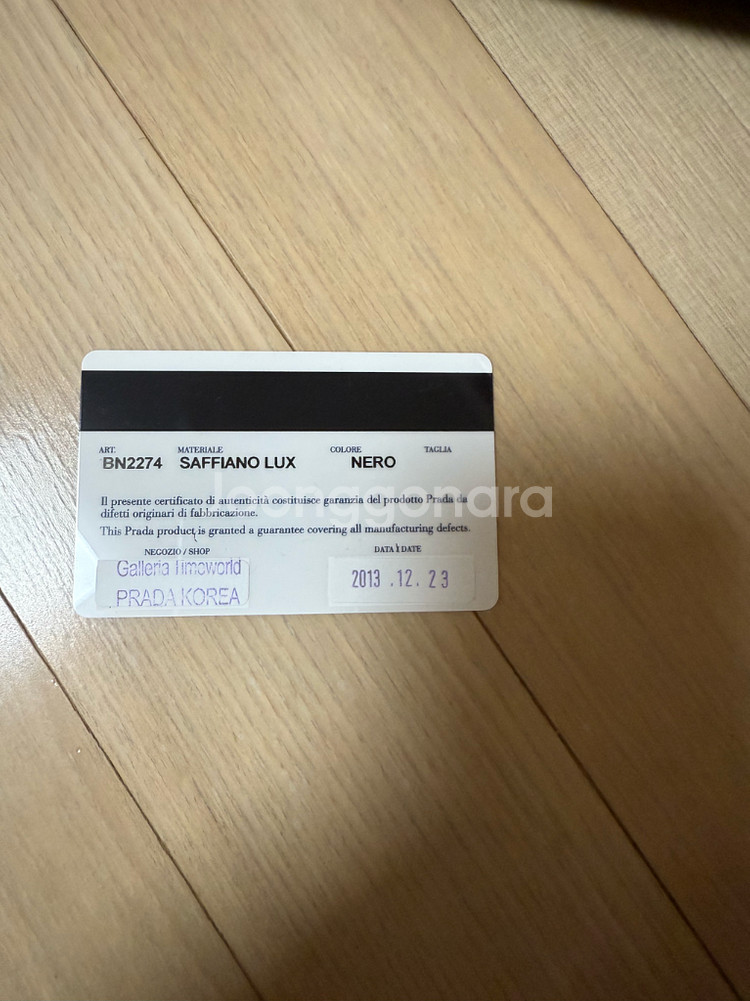 ART. MATERIALE COLORE TAGLIA
BN2274 SAFFIANO LUX NERO
Il presente certificato di autenticità costituisce garanzia del prodotto Prada da
difetti originari di fabbricazione.
This Prada product, is granted a guarantee covering all manufacturing defects.
NEGOZIO / SHOP DATA / DATE
Galleria Timeworld 2013 .12. 23
PRADA KOREA
joonggonara